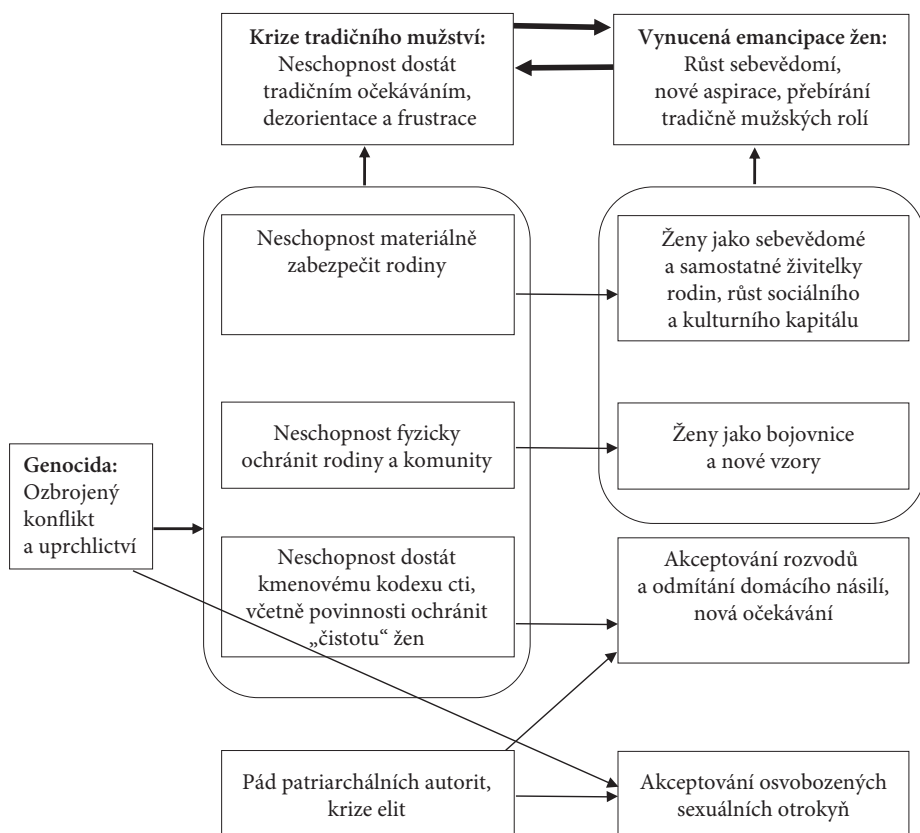 Krize tradičního mužství:
Neschopnost dostát
tradičním očekáváním,
dezorientace a frustrace
Vynucená emancipace žen:
Růst sebevědomí,
nové aspirace, přebírání
tradičně mužských rolí
Neschopnost materiálně
zabezpečit rodiny
Ženy jako sebevědomé
a samostatné živitelky
rodin, růst sociálního
a kulturního kapitálu
Genocida:
Ozbrojený
konflikt
a uprchlictví
Neschopnost fyzicky
ochránit rodiny a komunity
Ženy jako bojovnice
a nové vzory
Neschopnost dostát
kmenovému kodexu cti,
včetně povinnosti ochránit
„čistotu“ žen
Akceptování rozvodů
a odmítání domácího násilí,
nová očekávání
Pád patriarchálních autorit,
krize elit
Akceptování osvobozených
sexuálních otrokyň